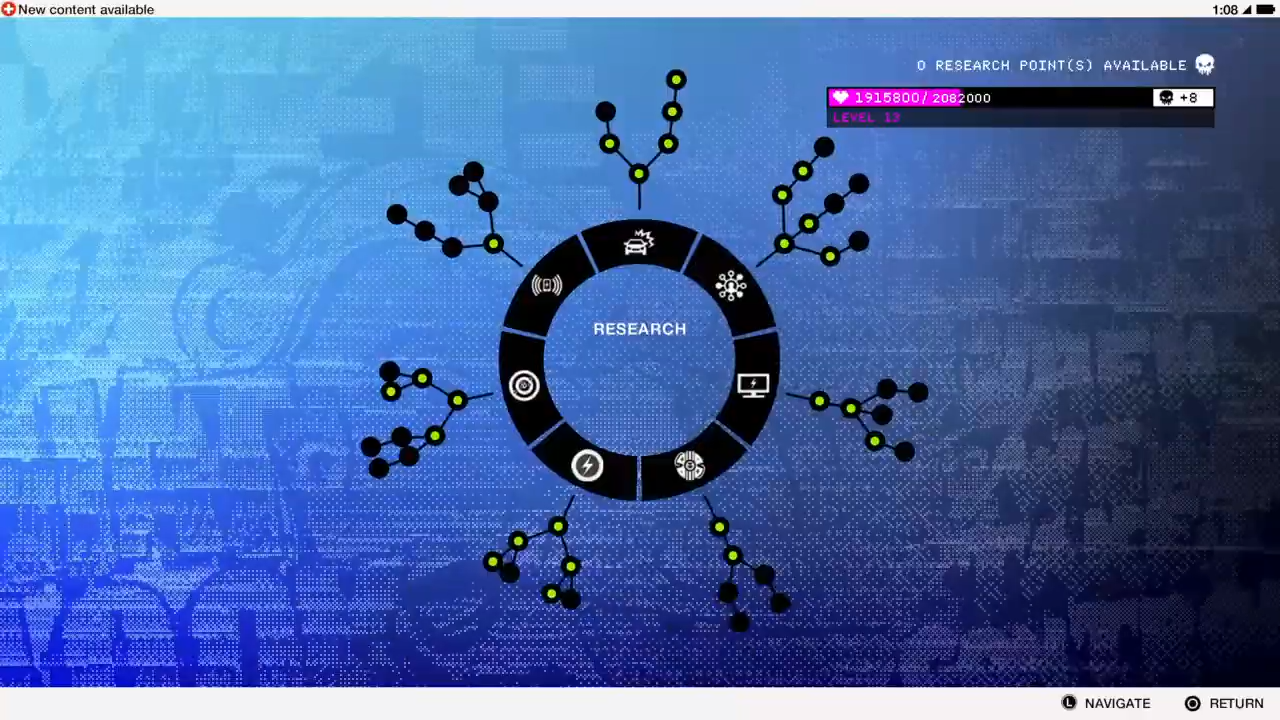 New content available
1:08
0 RESEARCH POINT(S) AVAILABLE
1915800/2082000
+8
LEVEL 13
RESEARCH
L NAVIGATE
RETURN